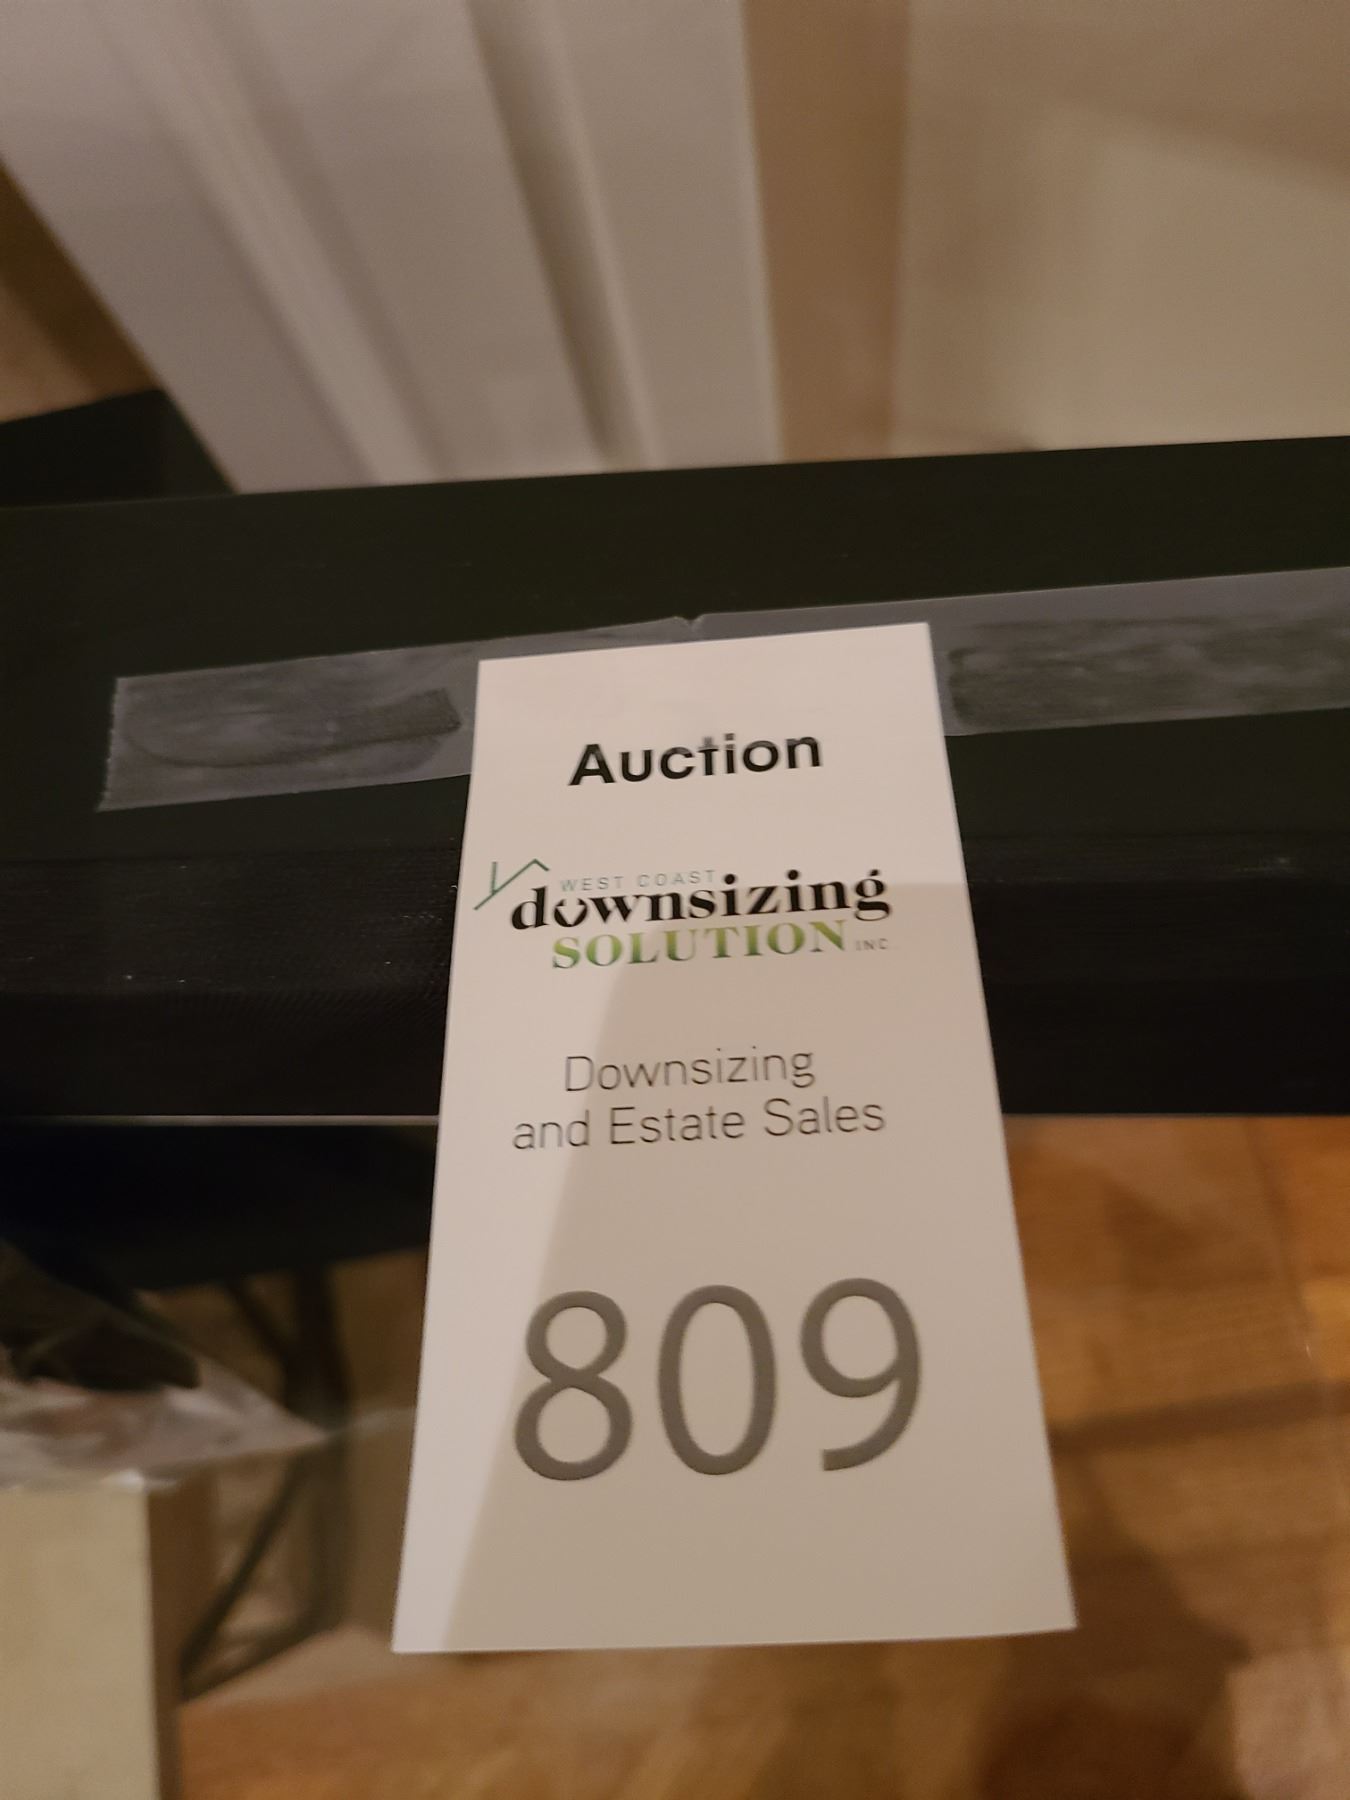 Auction
WEST COAST
downsizing
SOLUTION INC.
Downsizing
and Estate Sales
809